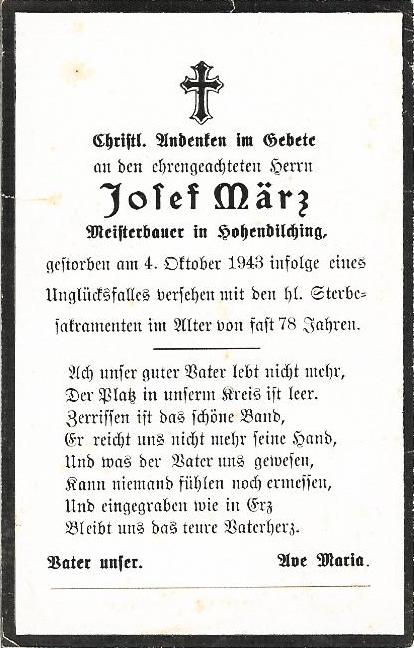 Christl. Andenken im Gebete
an den ehrengeachteten Herrn
Josef März
Meisterbauer in Hohendilching,
gestorben am 4. Oktober 1943 infolge eines
Unglücksfalles versehen mit den hl. Sterbe-
sakramenten im Alter von fast 78 Jahren.
Ach unser guter Vater lebt nicht mehr,
Der Platz in unserm Kreis ist leer.
Zerrissen ist das schöne Band,
Er reicht uns nicht mehr seine Hand,
Und was der Vater uns gewesen,
Kann niemand fühlen noch ermessen,
Und eingegraben wie in Erz
Bleibt uns das teure Vaterherz.
Vater unser. Ave Maria.